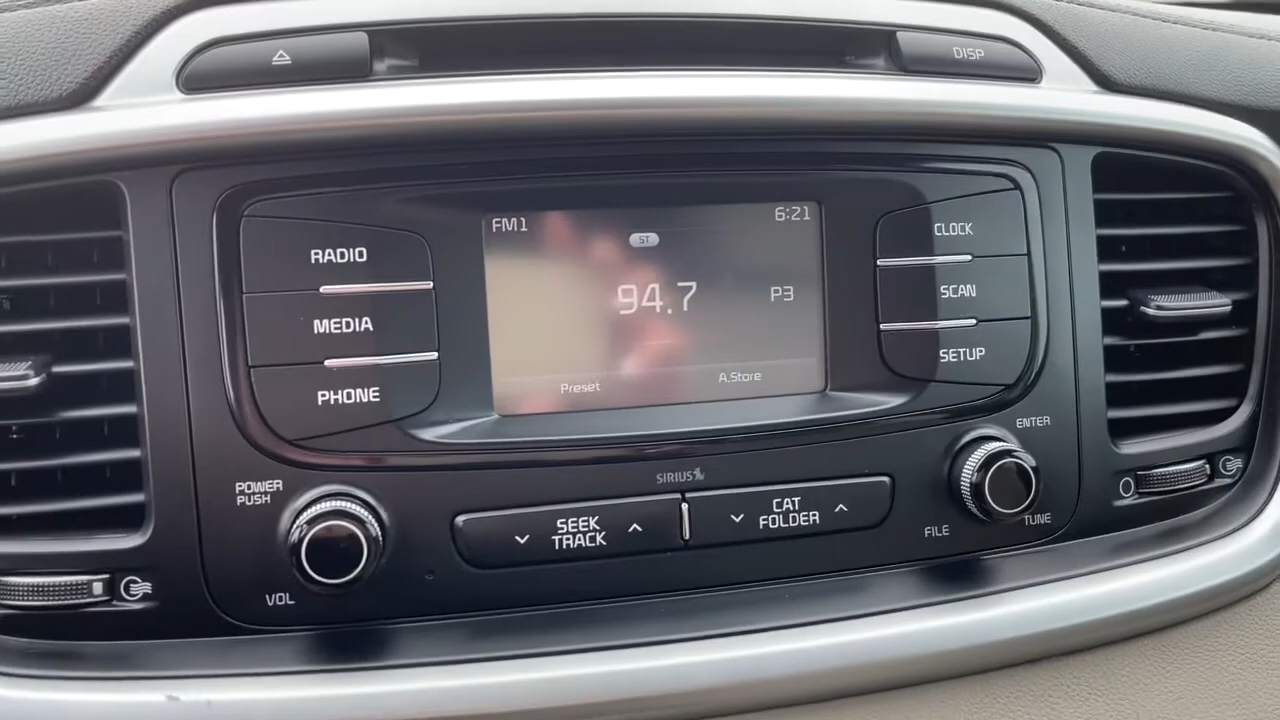 DISP
RADIO
MEDIA
PHONE
FM1
6:21
ST
94.7
P3
Preset
A.Store
CLOCK
SCAN
SETUP
SIRIUS
POWER
PUSH
VOL
SEEK
TRACK
CAT
FOLDER
ENTER
FILE
TUNE